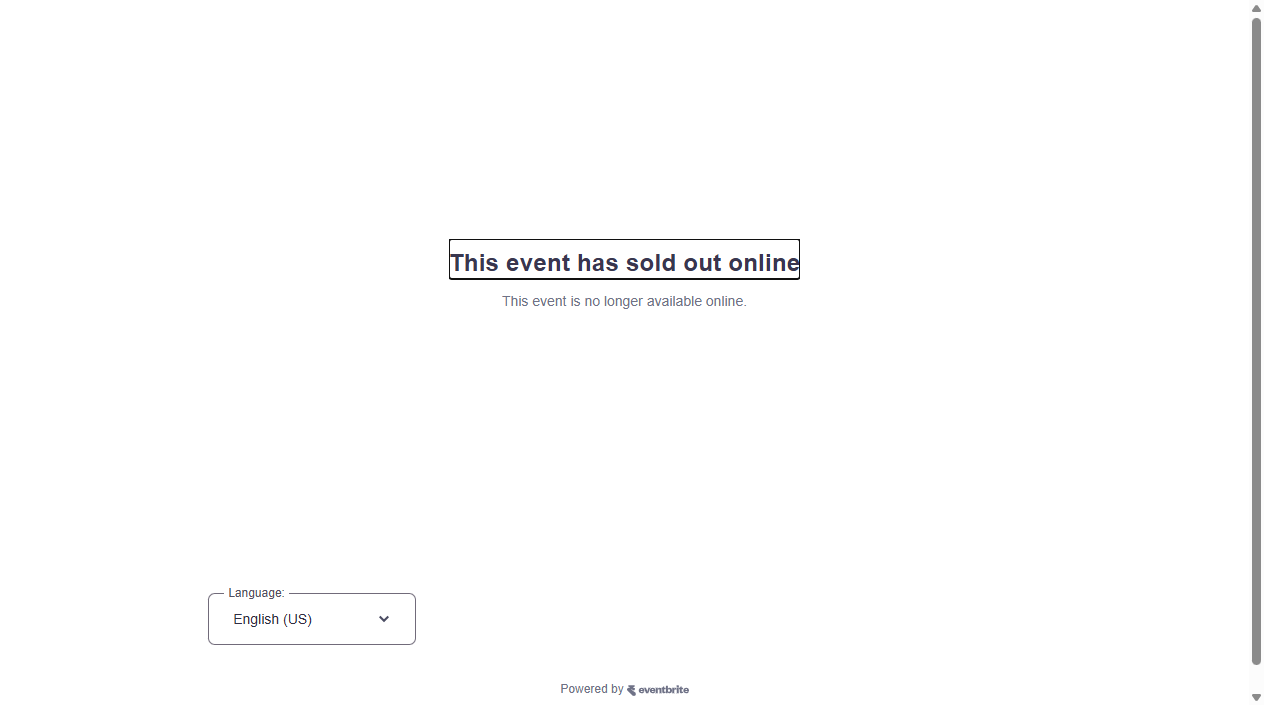 This event has sold out online
This event is no longer available online.
Language:
English (US)
Powered by eventbrite